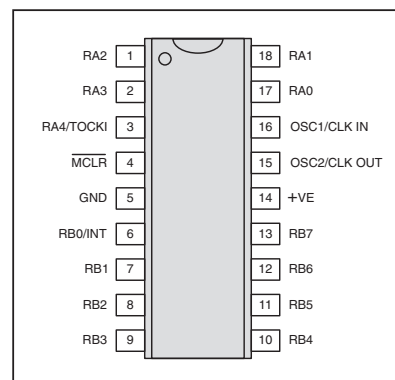 RA2 1 18 RA1
RA3 2 17 RA0
RA4/TOCKI 3 16 OSC1/CLK IN
MCLR 4 15 OSC2/CLK OUT
GND 5 14 +VE
RB0/INT 6 13 RB7
RB1 7 12 RB6
RB2 8 11 RB5
RB3 9 10 RB4